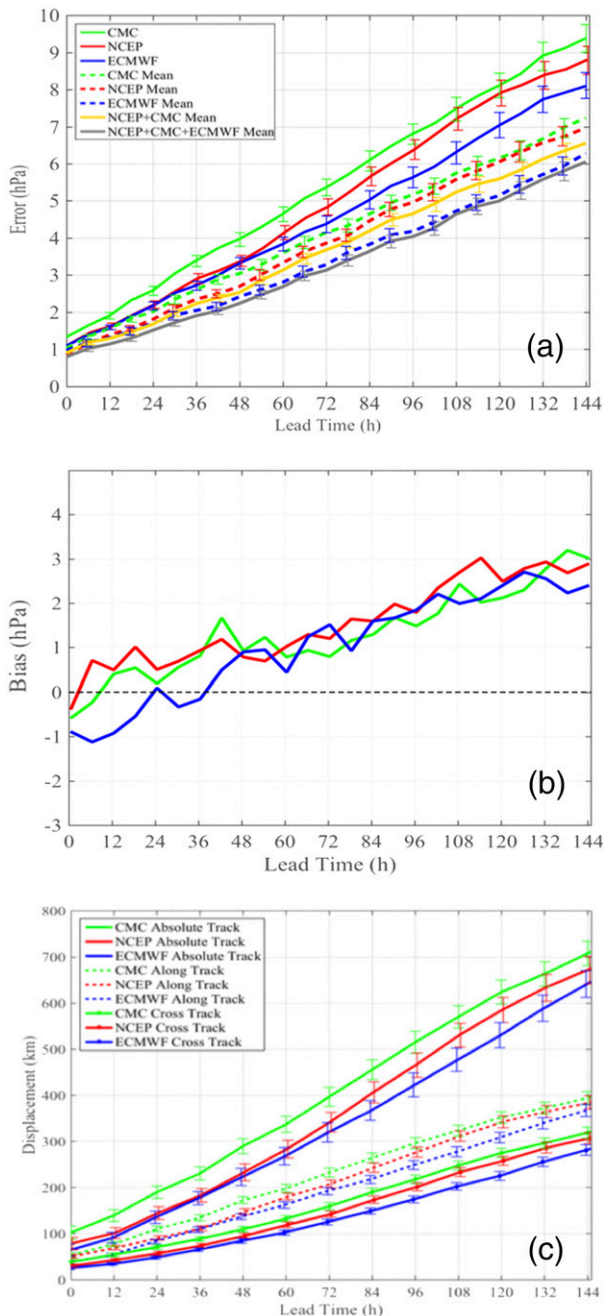 10
9
8
7
6
5
4
3
2
1
0
Error (hPa)
CMC
NCEP
ECMWF
CMC Mean
NCEP Mean
ECMWF Mean
NCEP+CMC Mean
NCEP+CMC+ECMWF Mean
(a)
0 12 24 36 48 60 72 84 96 108 120 132 144
Lead Time (h)
4
3
2
1
0
-1
-2
-3
Bias (hPa)
(b)
0 12 24 36 48 60 72 84 96 108 120 132 144
Lead Time (h)
800
700
600
500
400
300
200
100
0
Displacement (km)
CMC Absolute Track
NCEP Absolute Track
ECMWF Absolute Track
CMC Along Track
NCEP Along Track
ECMWF Along Track
CMC Cross Track
NCEP Cross Track
ECMWF Cross Track
(c)
0 12 24 36 48 60 72 84 96 108 120 132 144
Lead Time (h)